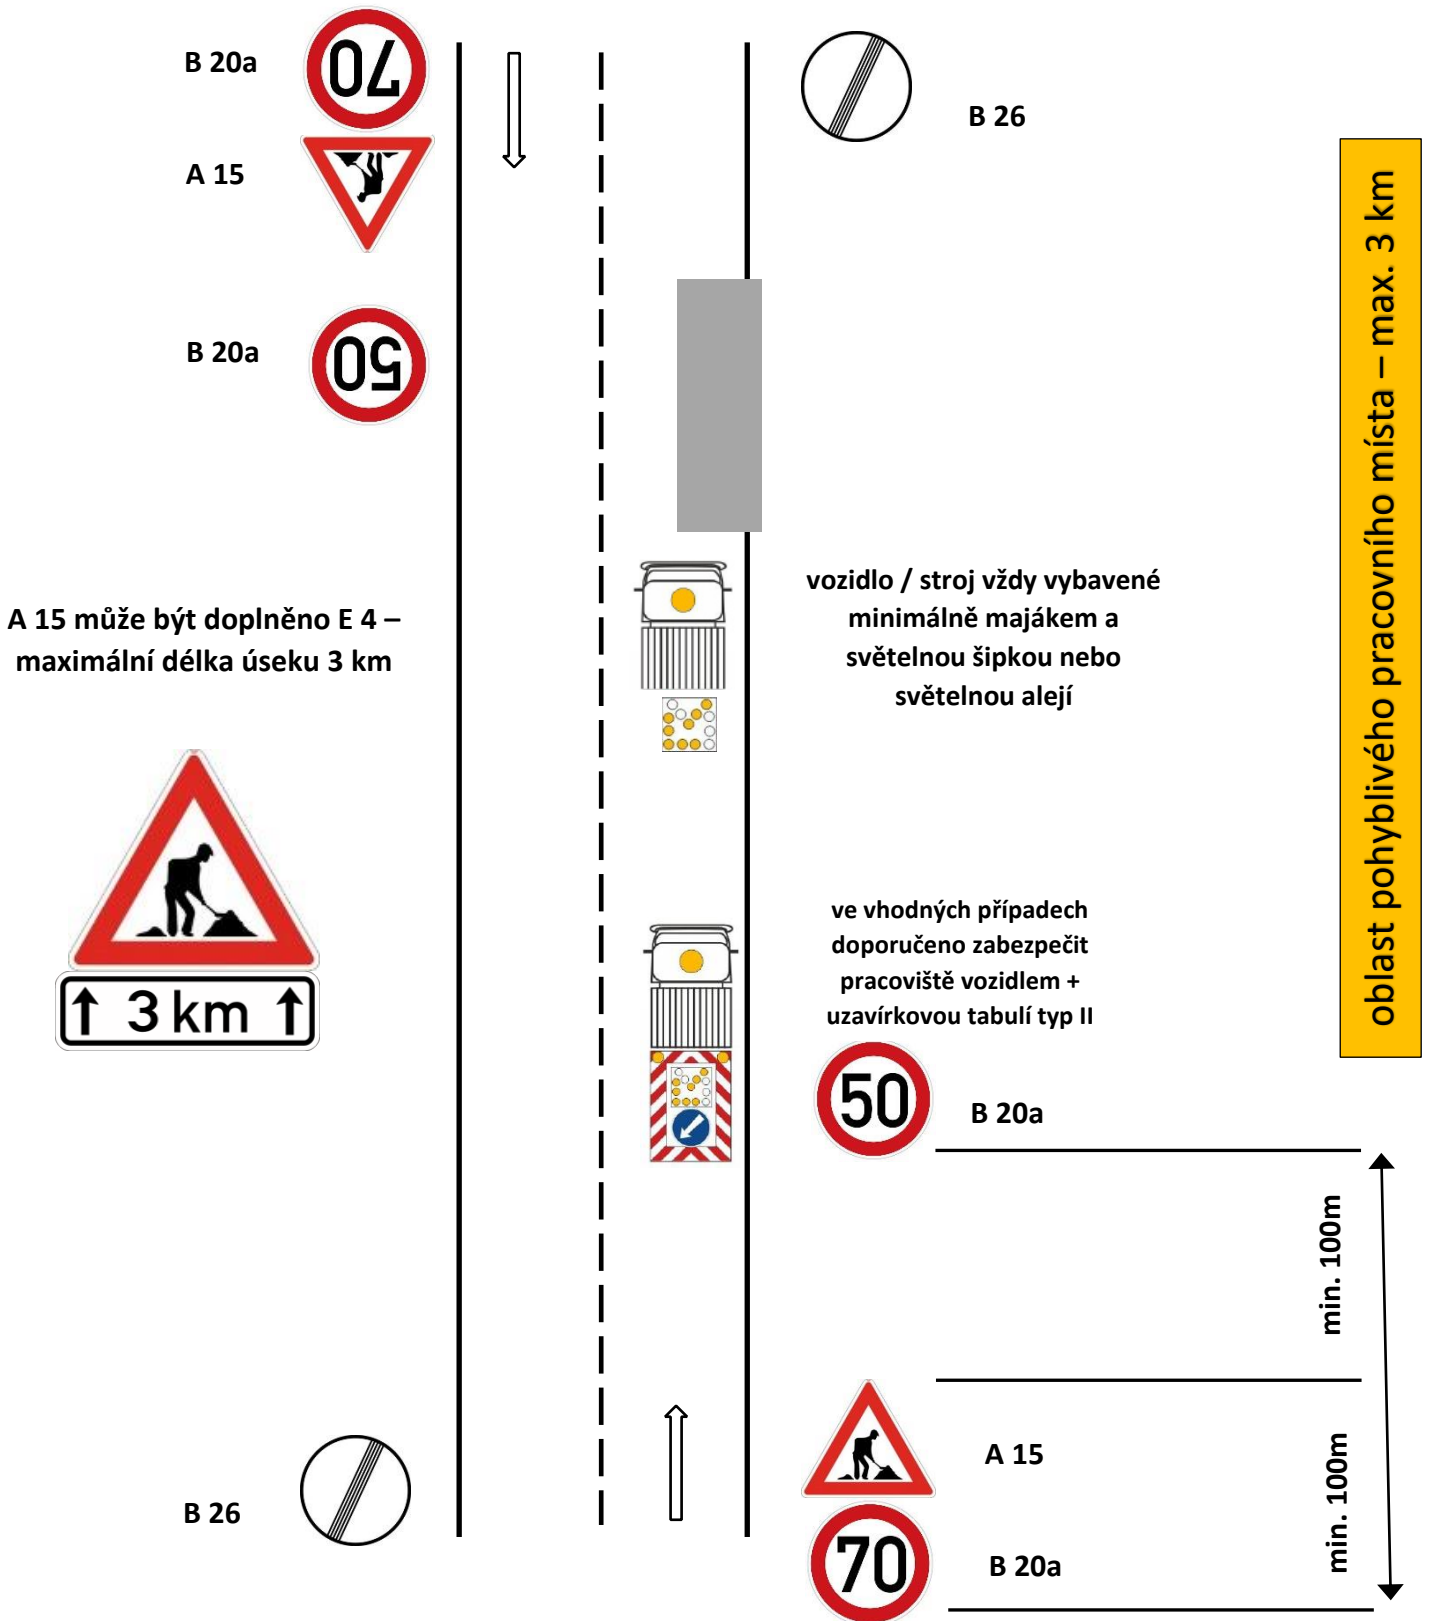 B 20a
70
B 26
A 15
B 20a
50
oblast pohyblivého pracovního místa – max. 3 km
A 15 může být doplněno E 4 –
maximální délka úseku 3 km
vozidlo / stroj vždy vybavené
minimálně majákem a
světelnou šipkou nebo
světelnou alejí
3 km
ve vhodných případech
doporučeno zabezpečit
pracoviště vozidlem +
uzavírkovou tabulí typ II
50
B 20a
min. 100m
A 15
min. 100m
B 26
70
B 20a